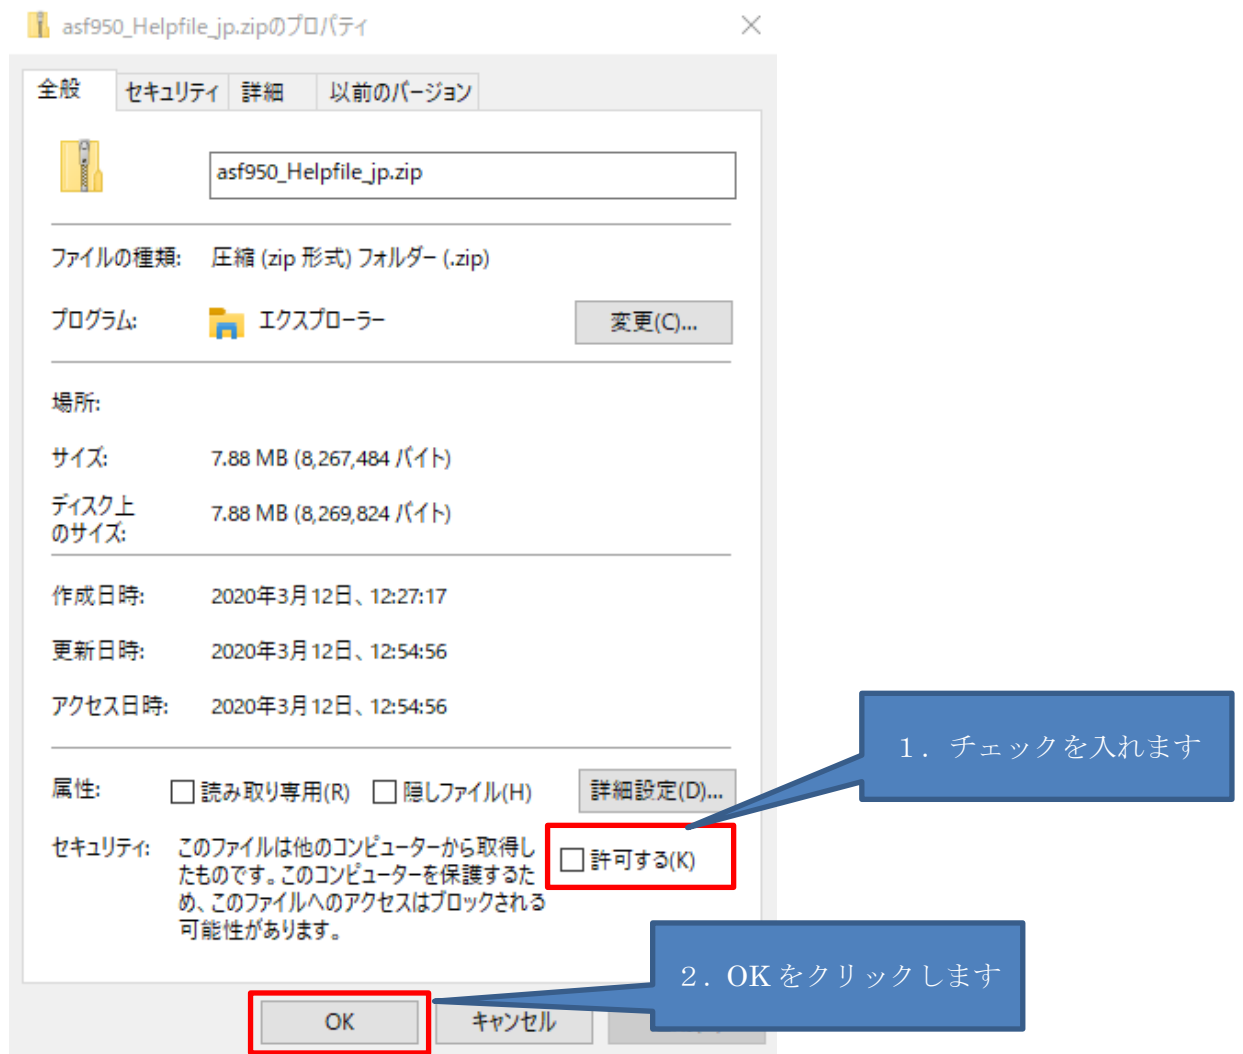 asf950_Helpfile_jp.zipのプロパティ
全般 セキュリティ 詳細 以前のバージョン
asf950_Helpfile_jp.zip
ファイルの種類: 圧縮 (zip 形式) フォルダー (.zip)
プログラム: エクスプローラー 変更(C)...
場所:
サイズ: 7.88 MB (8,267,484 バイト)
ディスク上
のサイズ: 7.88 MB (8,269,824 バイト)
作成日時: 2020年3月12日、12:27:17
更新日時: 2020年3月12日、12:54:56
アクセス日時: 2020年3月12日、12:54:56
1．チェックを入れます
属性: 読み取り専用(R) 隠しファイル(H) 詳細設定(D)...
セキュリティ: このファイルは他のコンピューターから取得し
たものです。このコンピューターを保護するた
め、このファイルへのアクセスはブロックされる
可能性があります。
許可する(K)
2．OK をクリックします
OK キャンセル